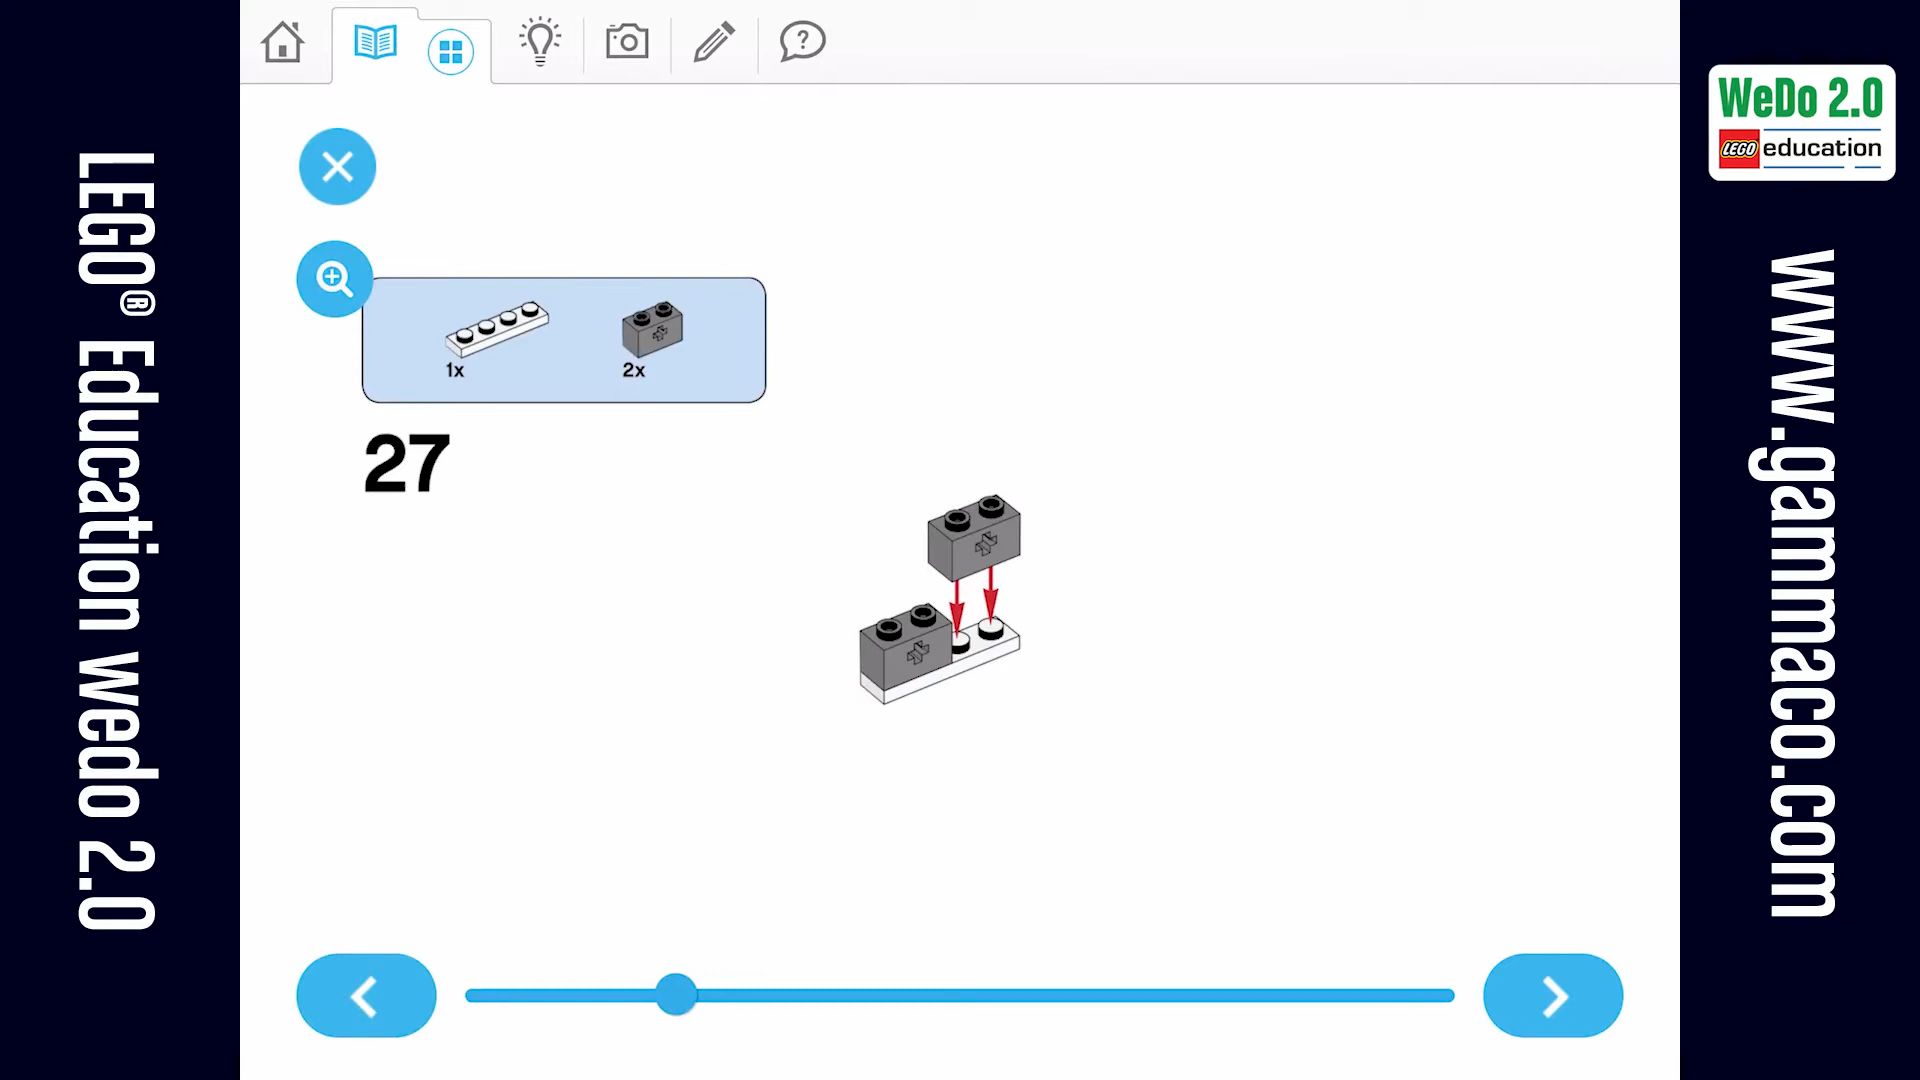 LEGO® Education Wedo 2.0
?
1x
2x
27
WeDo 2.0
LEGO education
www.gammaco.com